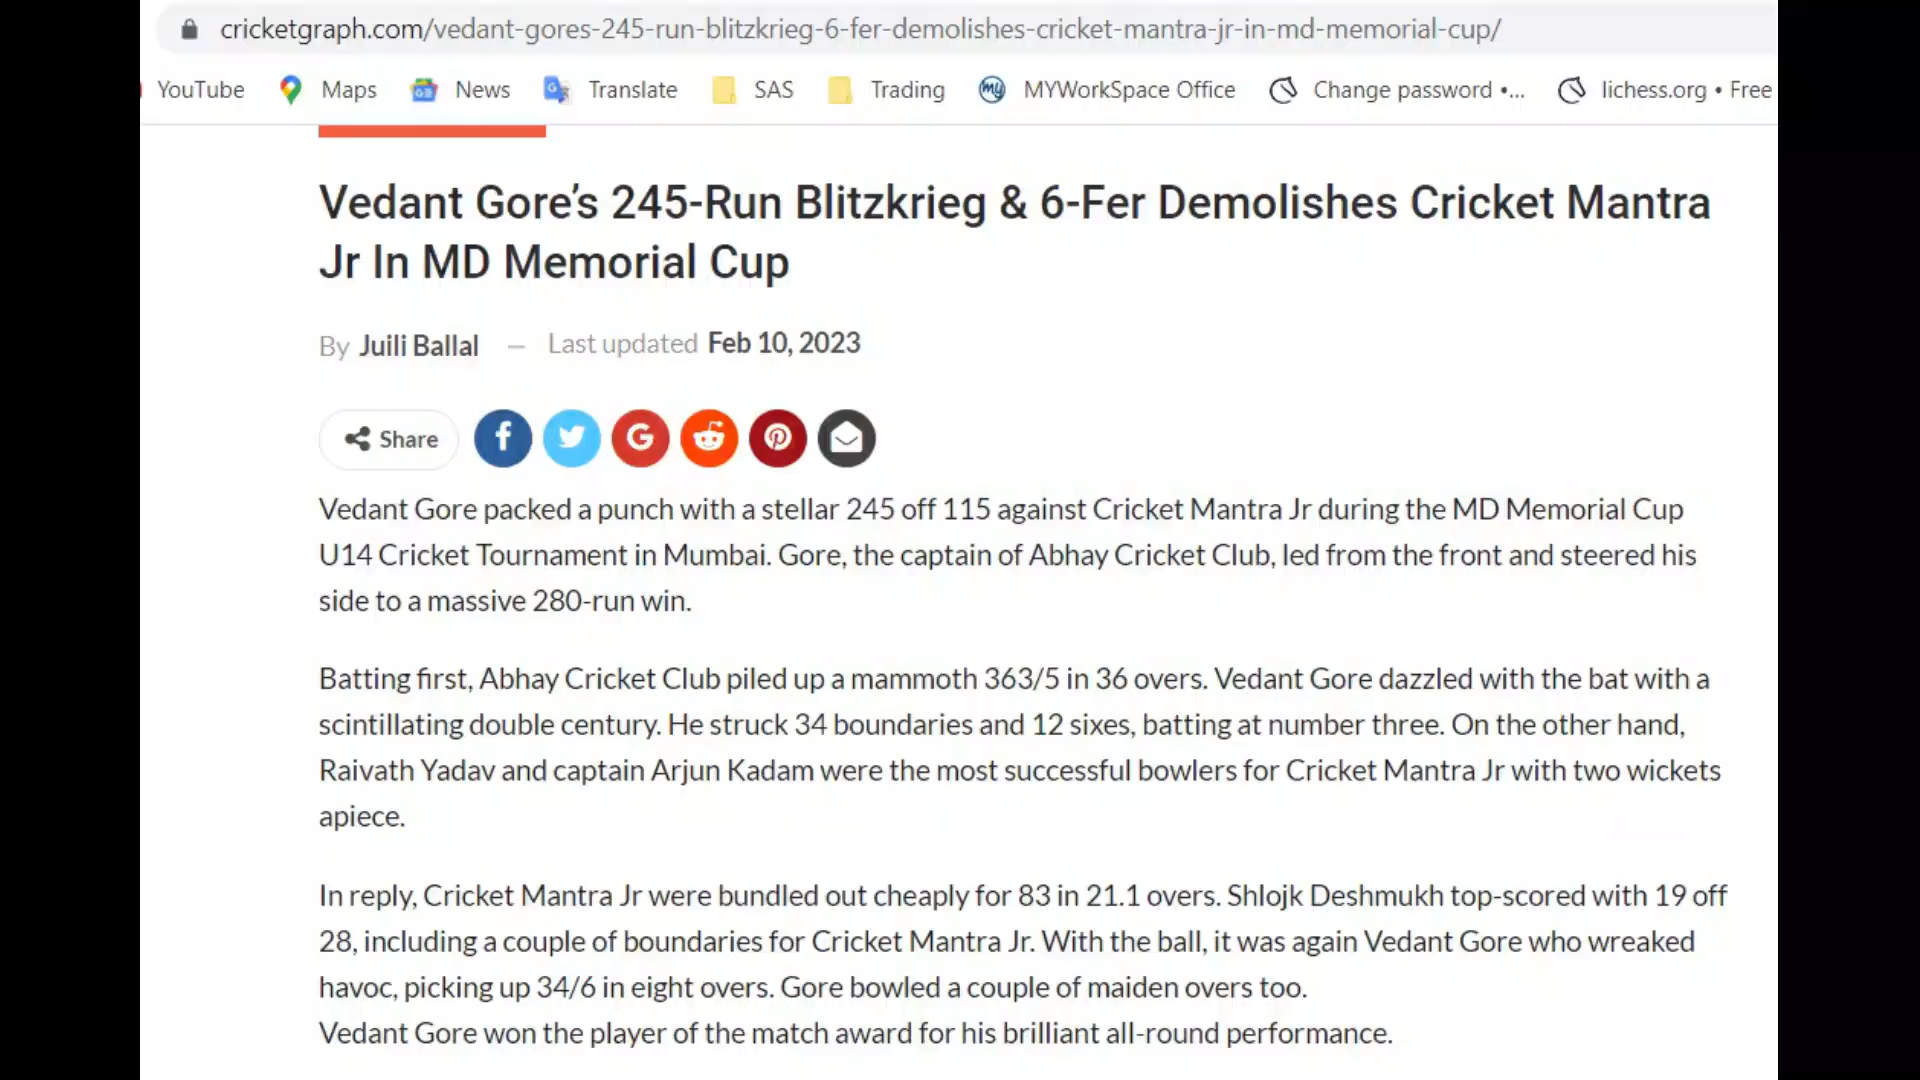 cricketgraph.com/vedant-gores-245-run-blitzkrieg-6-fer-demolishes-cricket-mantra-jr-in-md-memorial-cup/
YouTube Maps News Translate SAS Trading my MYWorkSpace Office Change password •... lichess.org • Free
Vedant Gore’s 245-Run Blitzkrieg & 6-Fer Demolishes Cricket Mantra
Jr In MD Memorial Cup
By Juili Ballal — Last updated Feb 10, 2023
Share
Vedant Gore packed a punch with a stellar 245 off 115 against Cricket Mantra Jr during the MD Memorial Cup
U14 Cricket Tournament in Mumbai. Gore, the captain of Abhay Cricket Club, led from the front and steered his
side to a massive 280-run win.
Batting first, Abhay Cricket Club piled up a mammoth 363/5 in 36 overs. Vedant Gore dazzled with the bat with a
scintillating double century. He struck 34 boundaries and 12 sixes, batting at number three. On the other hand,
Raivath Yadav and captain Arjun Kadam were the most successful bowlers for Cricket Mantra Jr with two wickets
apiece.
In reply, Cricket Mantra Jr were bundled out cheaply for 83 in 21.1 overs. Shlojk Deshmukh top-scored with 19 off
28, including a couple of boundaries for Cricket Mantra Jr. With the ball, it was again Vedant Gore who wreaked
havoc, picking up 34/6 in eight overs. Gore bowled a couple of maiden overs too.
Vedant Gore won the player of the match award for his brilliant all-round performance.